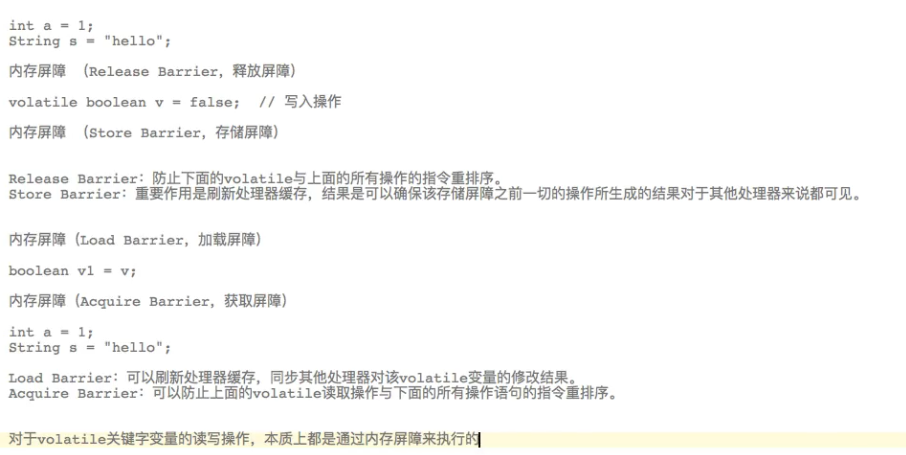 int a = 1;
String s = "hello";
内存屏障 （Release Barrier，释放屏障）
volatile boolean v = false;  // 写入操作
内存屏障 （Store Barrier，存储屏障）
Release Barrier：防止下面的volatile与上面的所有操作的指令重排序。
Store Barrier：重要作用是刷新处理器缓存，结果是可以确保该存储屏障之前一切的操作所生成的结果对于其他处理器来说都可见。
内存屏障（Load Barrier，加载屏障）
boolean v1 = v;
内存屏障（Acquire Barrier，获取屏障）
int a = 1;
String s = "hello";
Load Barrier：可以刷新处理器缓存，同步其他处理器对该volatile变量的修改结果。
Acquire Barrier：可以防止上面的volatile读取操作与下面的所有操作语句的指令重排序。
对于volatile关键字变量的读写操作，本质上都是通过内存屏障来执行的